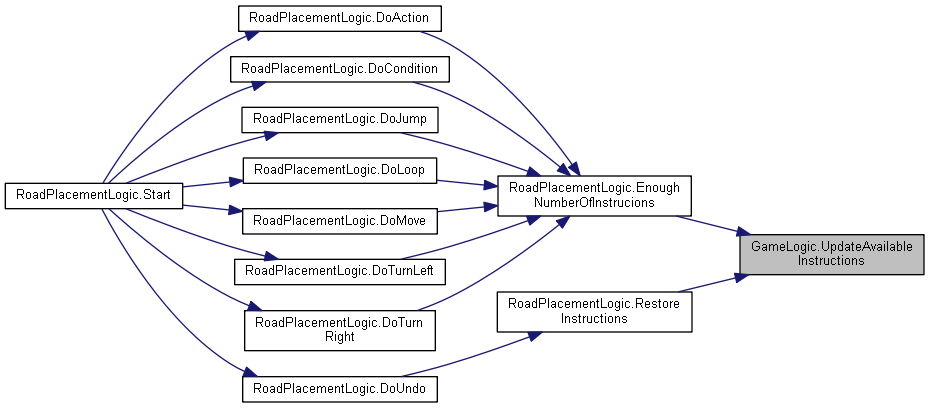 RoadPlacementLogic.DoAction
RoadPlacementLogic.DoCondition
RoadPlacementLogic.DoJump
RoadPlacementLogic.DoLoop
RoadPlacementLogic.Start
RoadPlacementLogic.Enough
NumberOfInstrucions
RoadPlacementLogic.DoMove
GameLogic.UpdateAvailable
Instructions
RoadPlacementLogic.DoTurnLeft
RoadPlacementLogic.Restore
Instructions
RoadPlacementLogic.DoTurn
Right
RoadPlacementLogic.DoUndo